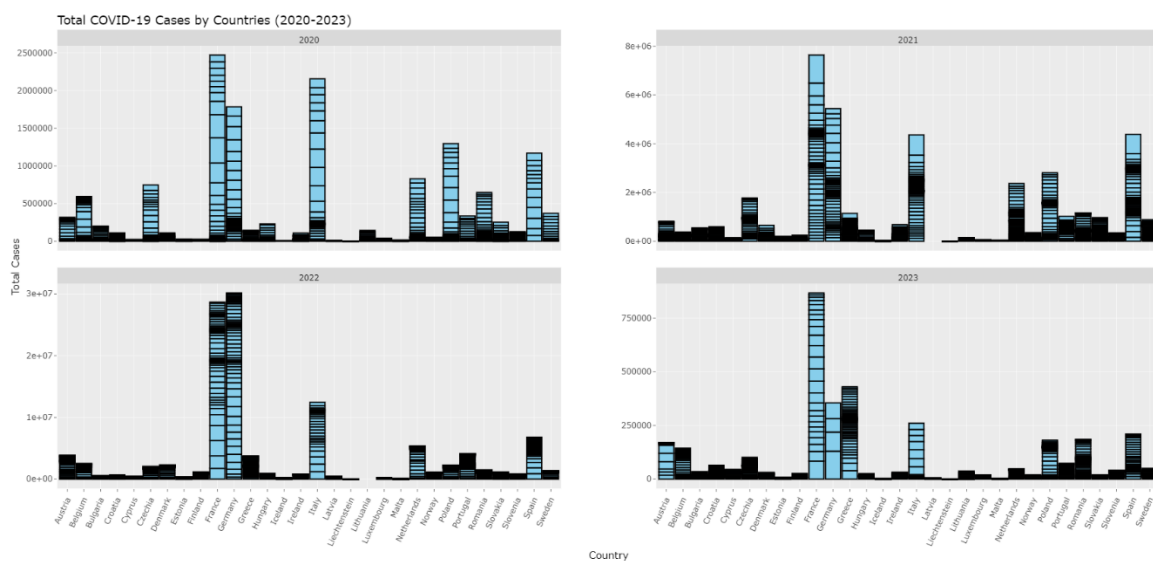 Total COVID-19 Cases by Countries (2020-2023)
2020
2500000
2000000
1500000
1000000
500000
0
2021
8e+06
6e+06
4e+06
2e+06
0e+00
Total Cases
2022
3e+07
2e+07
1e+07
0e+00
2023
750000
500000
250000
0
Austria
Belgium
Bulgaria
Croatia
Cyprus
Czechia
Denmark
Estonia
Finland
France
Germany
Greece
Hungary
Iceland
Ireland
Italy
Latvia
Liechtenstein
Lithuania
Luxembourg
Malta
Netherlands
Norway
Poland
Portugal
Romania
Slovakia
Slovenia
Spain
Sweden
Austria
Belgium
Bulgaria
Croatia
Cyprus
Czechia
Denmark
Estonia
Finland
France
Germany
Greece
Hungary
Iceland
Ireland
Italy
Latvia
Liechtenstein
Lithuania
Luxembourg
Malta
Netherlands
Norway
Poland
Portugal
Romania
Slovakia
Slovenia
Spain
Sweden
Country